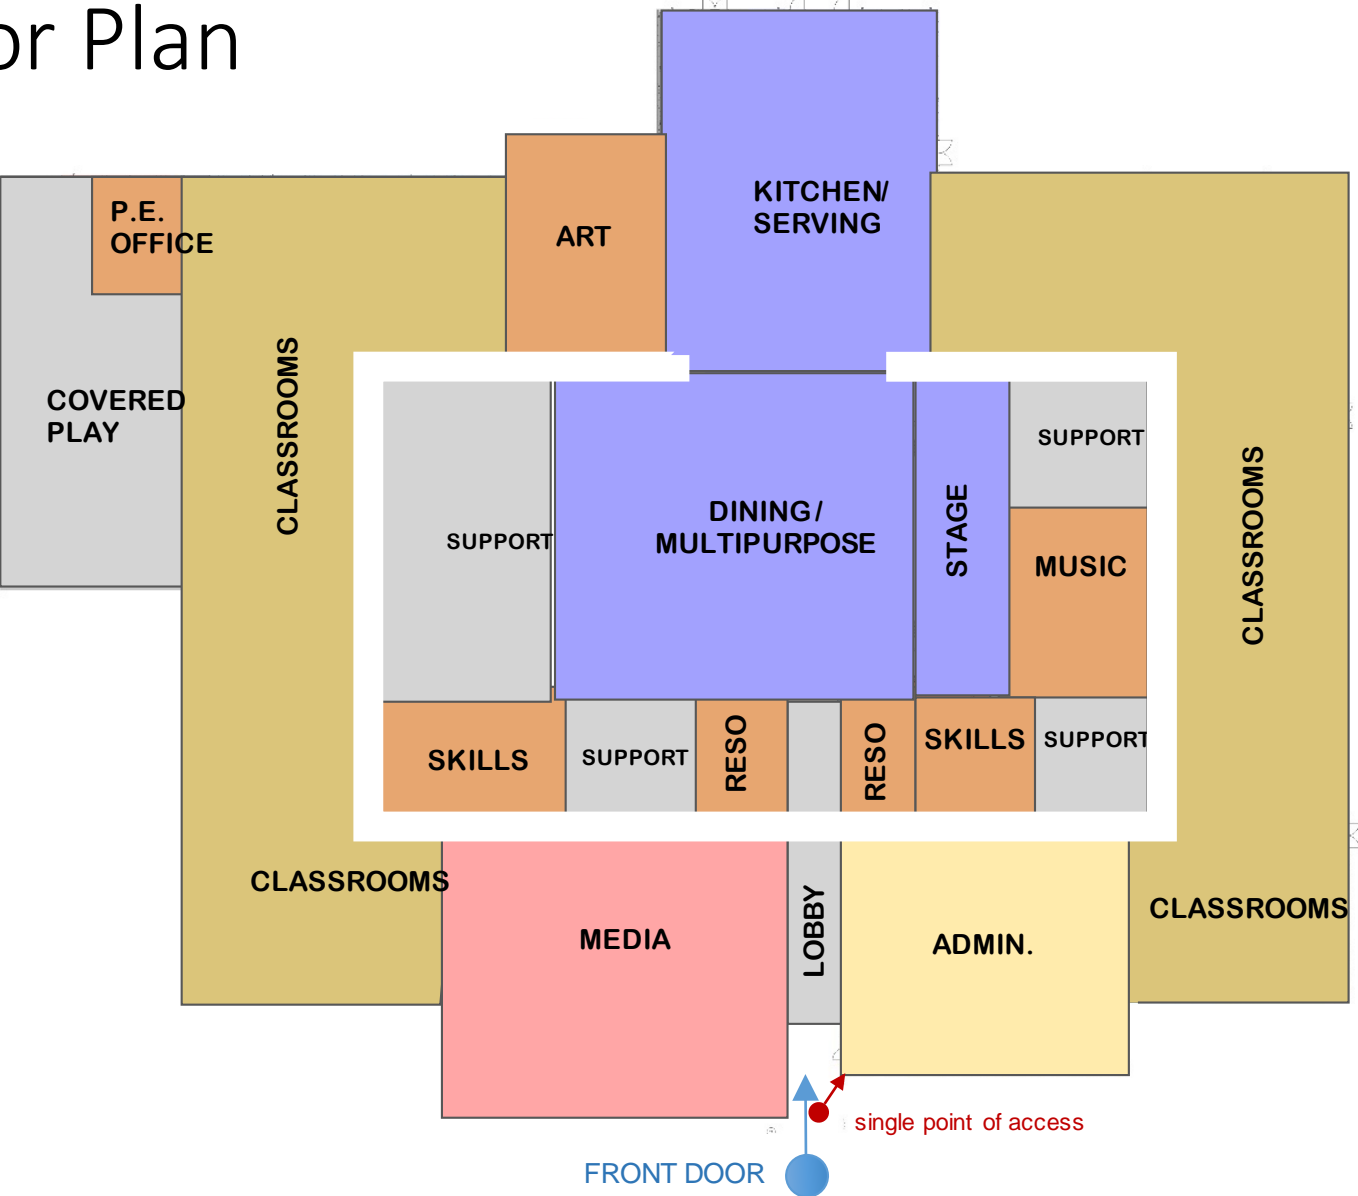 or Plan
KITCHEN/
SERVING
P.E.
OFFICE
ART
CLASSROOMS
COVERED
PLAY
SUPPORT
DINING/
MULTIPURPOSE
STAGE
SUPPORT
MUSIC
CLASSROOMS
SKILLS
SUPPORT
RESO
RESO
SKILLS
SUPPORT
CLASSROOMS
MEDIA
LOBBY
ADMIN.
CLASSROOMS
single point of access
FRONT DOOR